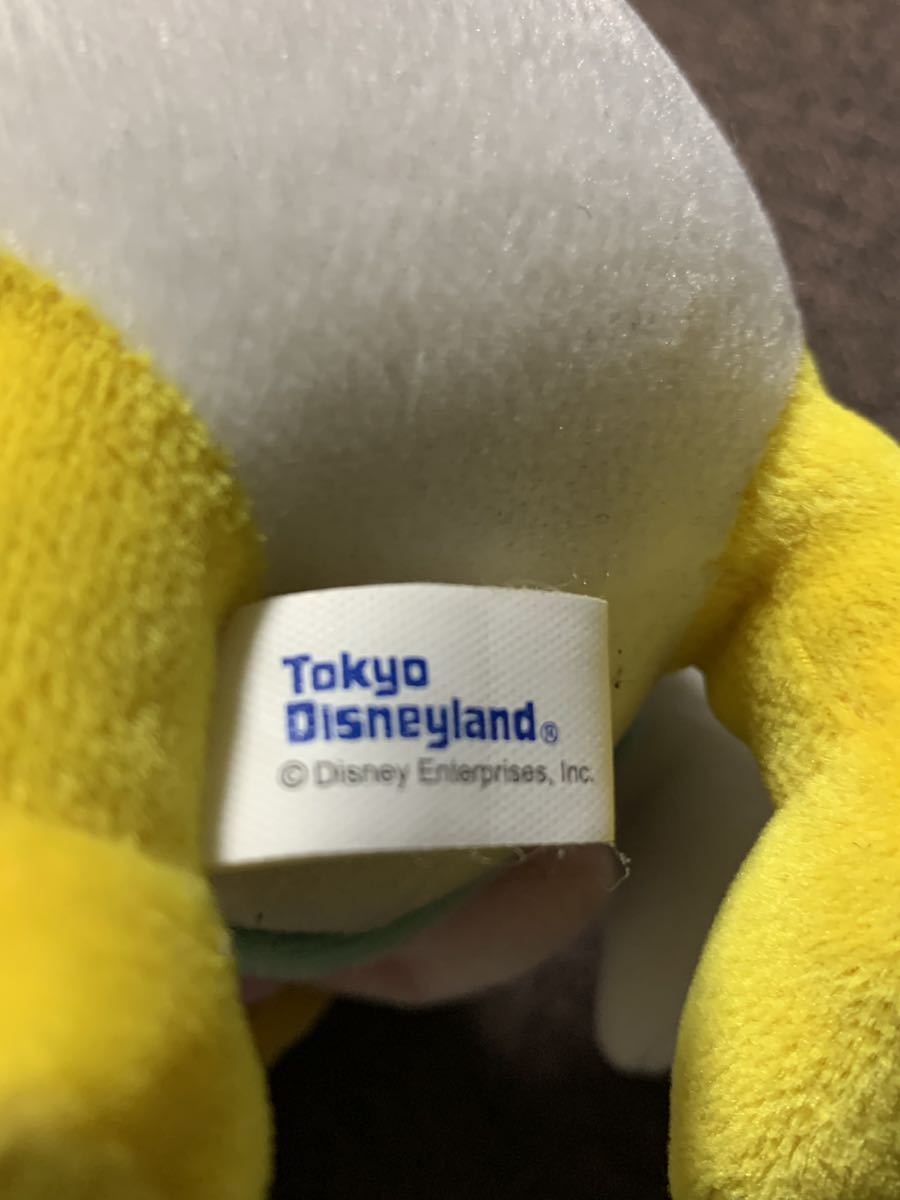 Tokyo
Disneyland®
© Disney Enterprises, Inc.